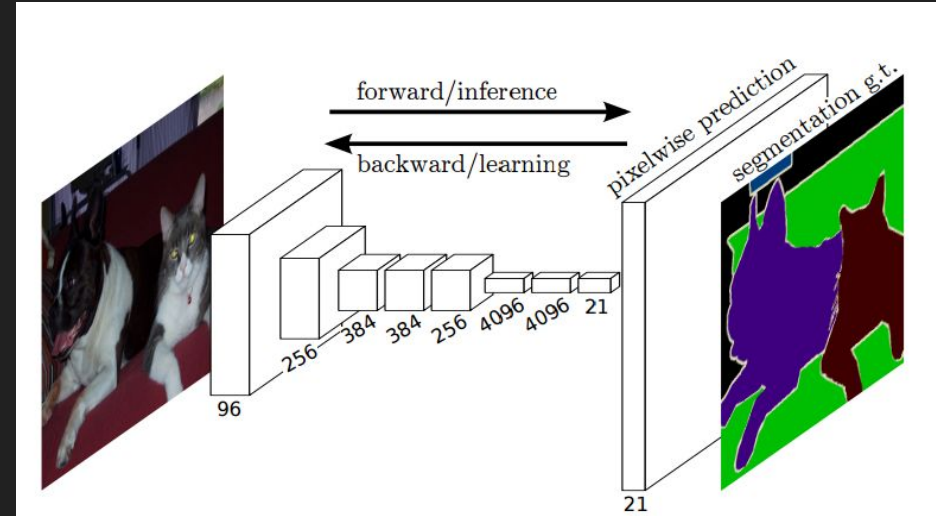 forward/inference
backward/learning
pixelwise prediction
segmentation g.t.
96
256
384
384
256
4096
4096
21
21